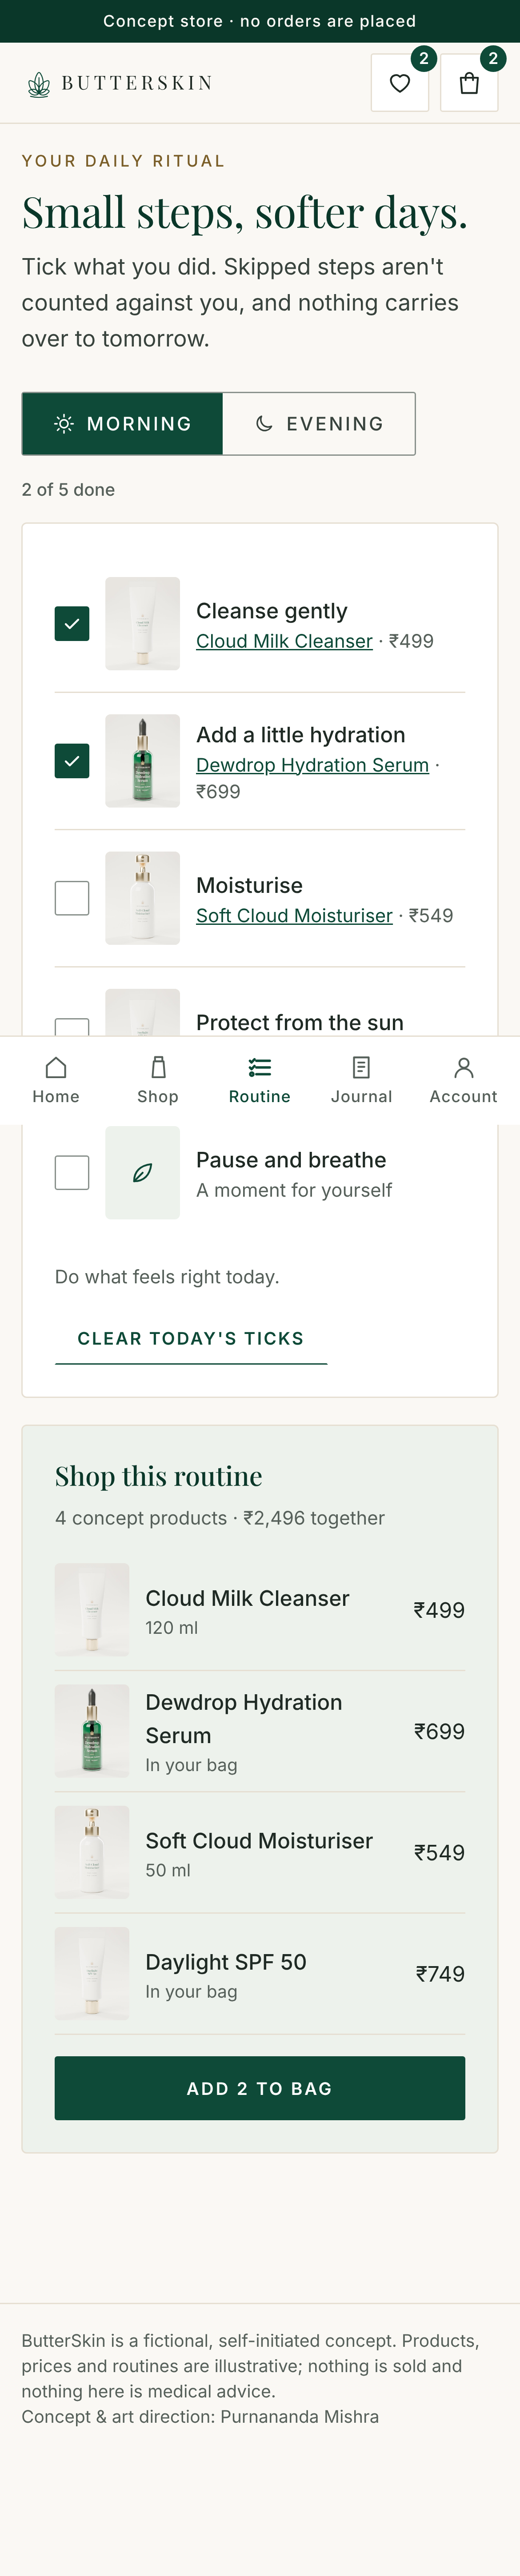 Concept store · no orders are placed
BUTTERSKIN
2
2
YOUR DAILY RITUAL
Small steps, softer days.
Tick what you did. Skipped steps aren't
counted against you, and nothing carries
over to tomorrow.
MORNING
EVENING
2 of 5 done
Cleanse gently
Cloud Milk Cleanser · ₹499
Add a little hydration
Dewdrop Hydration Serum ·
₹699
Moisturise
Soft Cloud Moisturiser · ₹549
Protect from the sun
Home
Shop
Routine
Journal
Account
Pause and breathe
A moment for yourself
Do what feels right today.
CLEAR TODAY'S TICKS
Shop this routine
4 concept products · ₹2,496 together
Cloud Milk Cleanser
120 ml
₹499
Dewdrop Hydration
Serum
In your bag
₹699
Soft Cloud Moisturiser
50 ml
₹549
Daylight SPF 50
In your bag
₹749
ADD 2 TO BAG
ButterSkin is a fictional, self-initiated concept. Products,
prices and routines are illustrative; nothing is sold and
nothing here is medical advice.
Concept & art direction: Purnananda Mishra